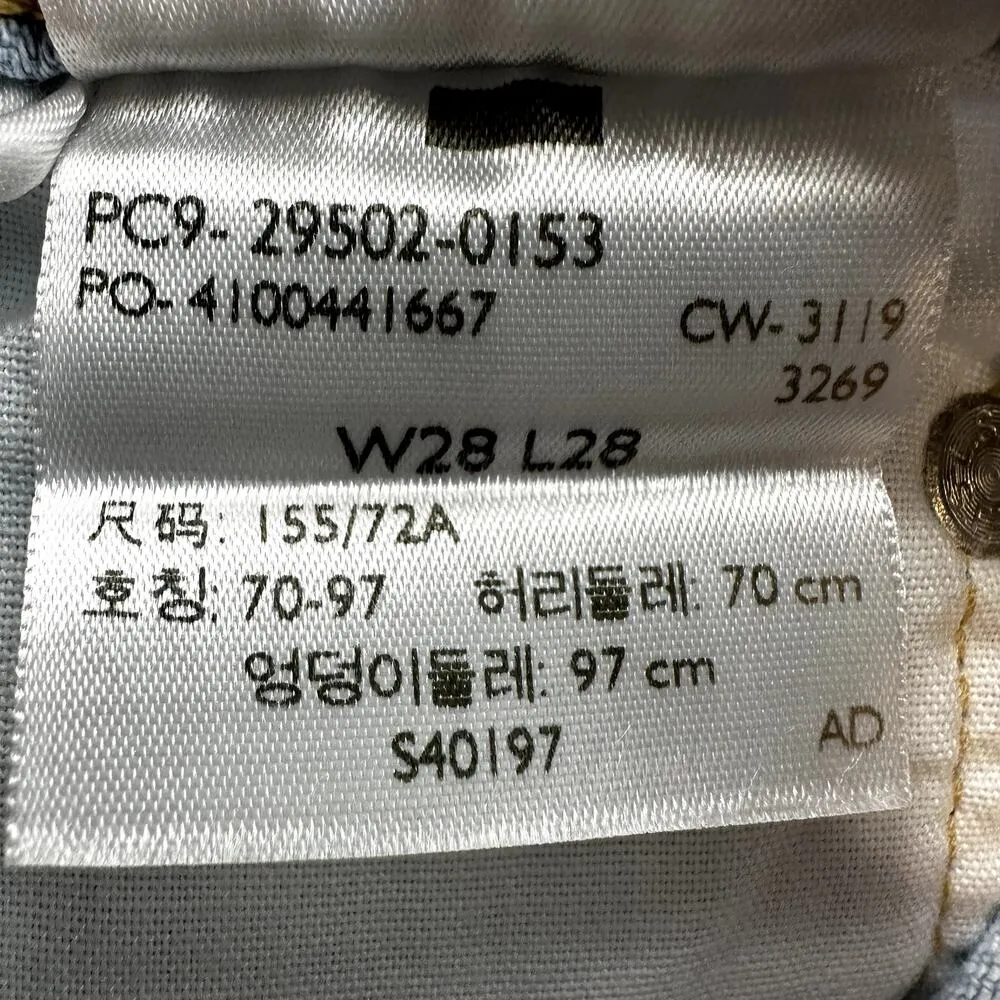 PC9- 29502-0153
PO- 4100441667
CW- 3119
3269
W28 L28
尺码: 155/72A
호칭: 70-97 허리둘레: 70 cm
엉덩이둘레: 97 cm
S40197
AD